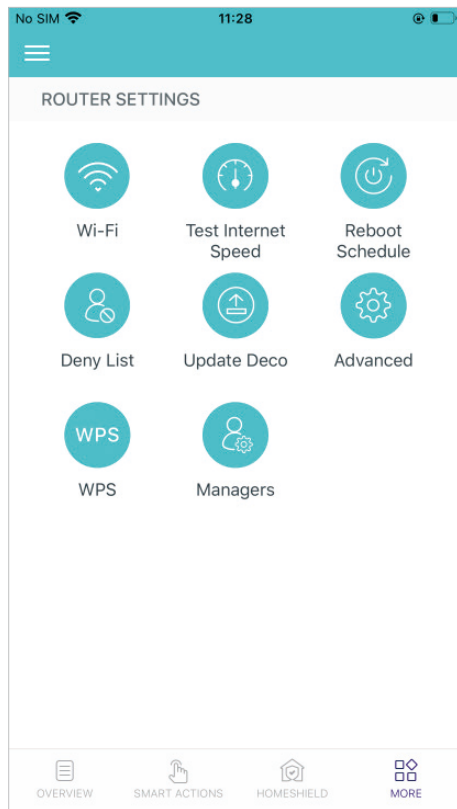 No SIM 11:28
ROUTER SETTINGS
Wi-Fi
Test Internet
Speed
Reboot
Schedule
Deny List
Update Deco
Advanced
WPS
WPS
Managers
OVERVIEW
SMART ACTIONS
HOMESHIELD
MORE